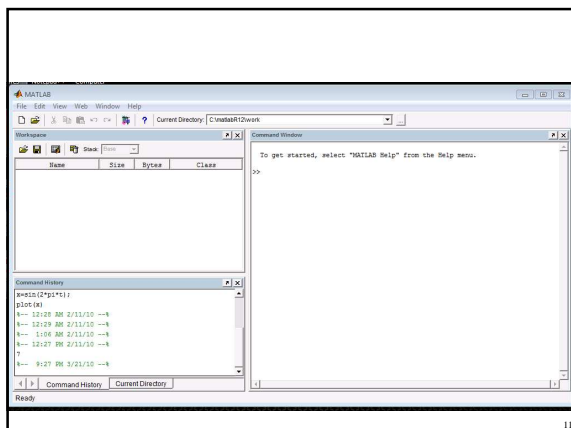 MATLAB
File Edit View Web Window Help
? Current Directory: C:\matlabR12\work ...
Workspace
Stack: Base
Name Size Bytes Class
Command History
x=sin(2*pi*t);
plot(x)
%-- 12:28 AM 2/11/10 --%
%-- 12:29 AM 2/11/10 --%
%-- 1:06 AM 2/11/10 --%
%-- 12:27 PM 2/11/10 --%
7
%-- 9:27 PM 3/21/10 --%
Command History Current Directory
Command Window
To get started, select "MATLAB Help" from the Help menu.
>>
Ready
11